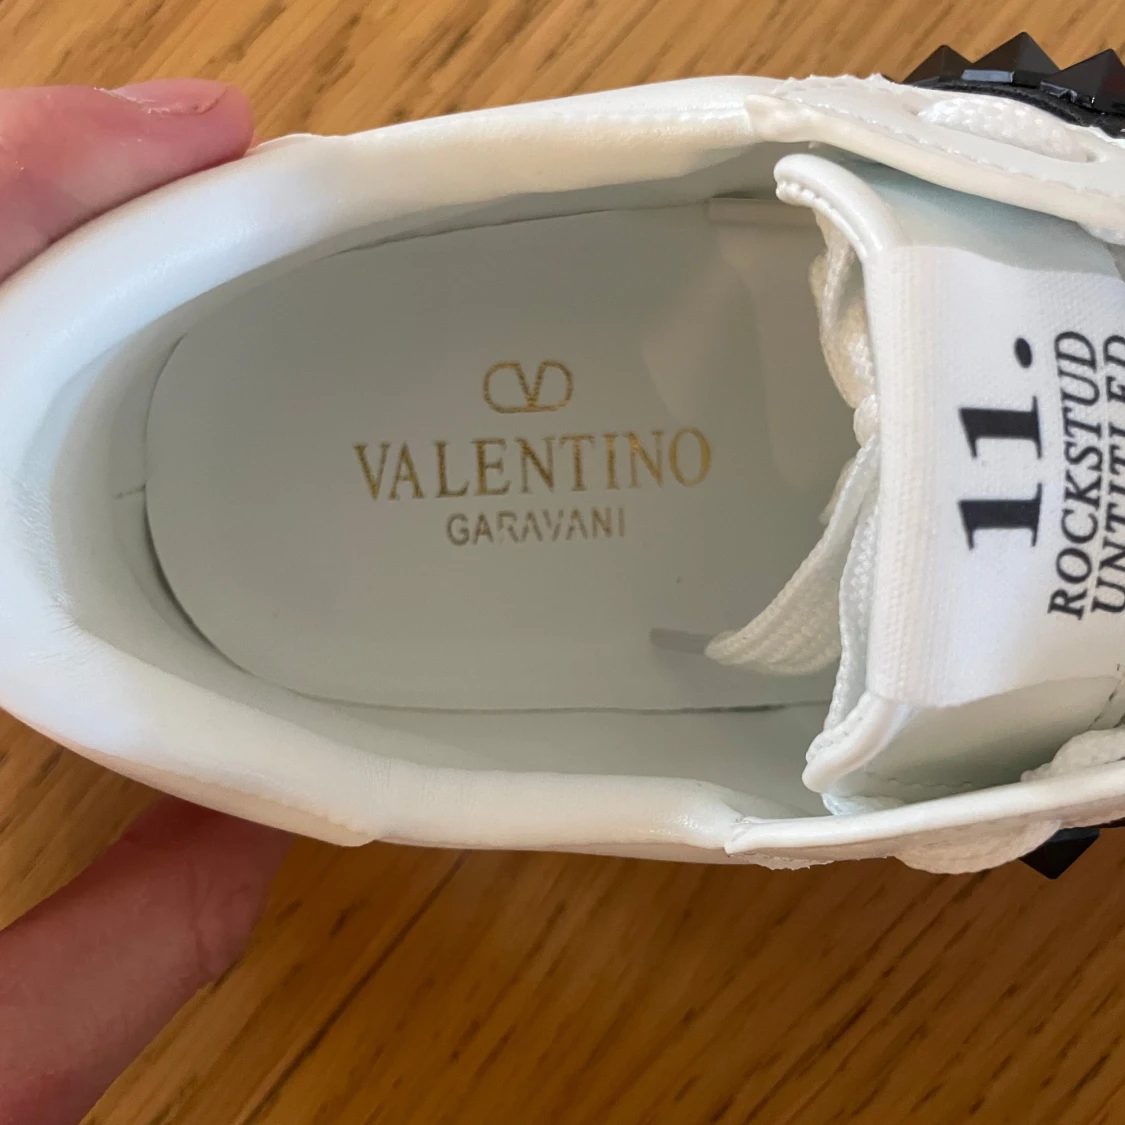 VALENTINO
GARAVANI
11.
ROCKSTUD
UNTITLED